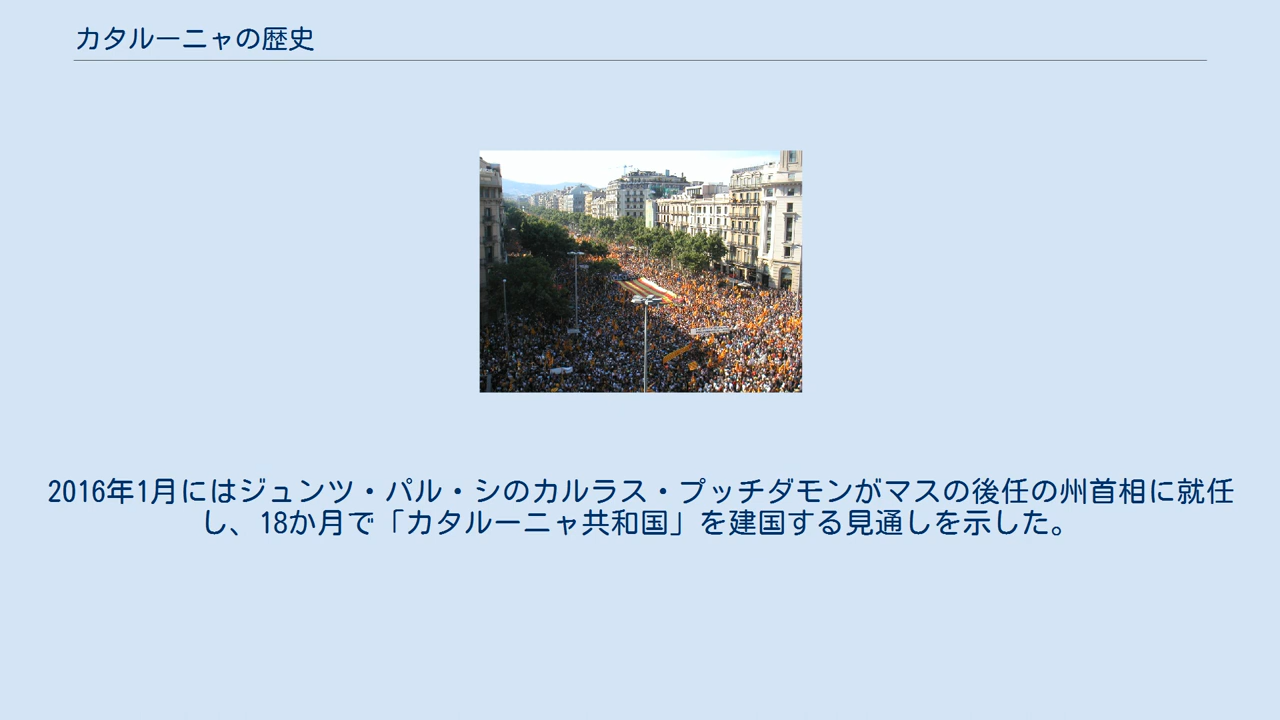 カタルーニャの歴史
2016年1月にはジュンツ・パル・シのカルラス・プッチダモンがマスの後任の州首相に就任
し、18か月で「カタルーニャ共和国」を建国する見通しを示した。